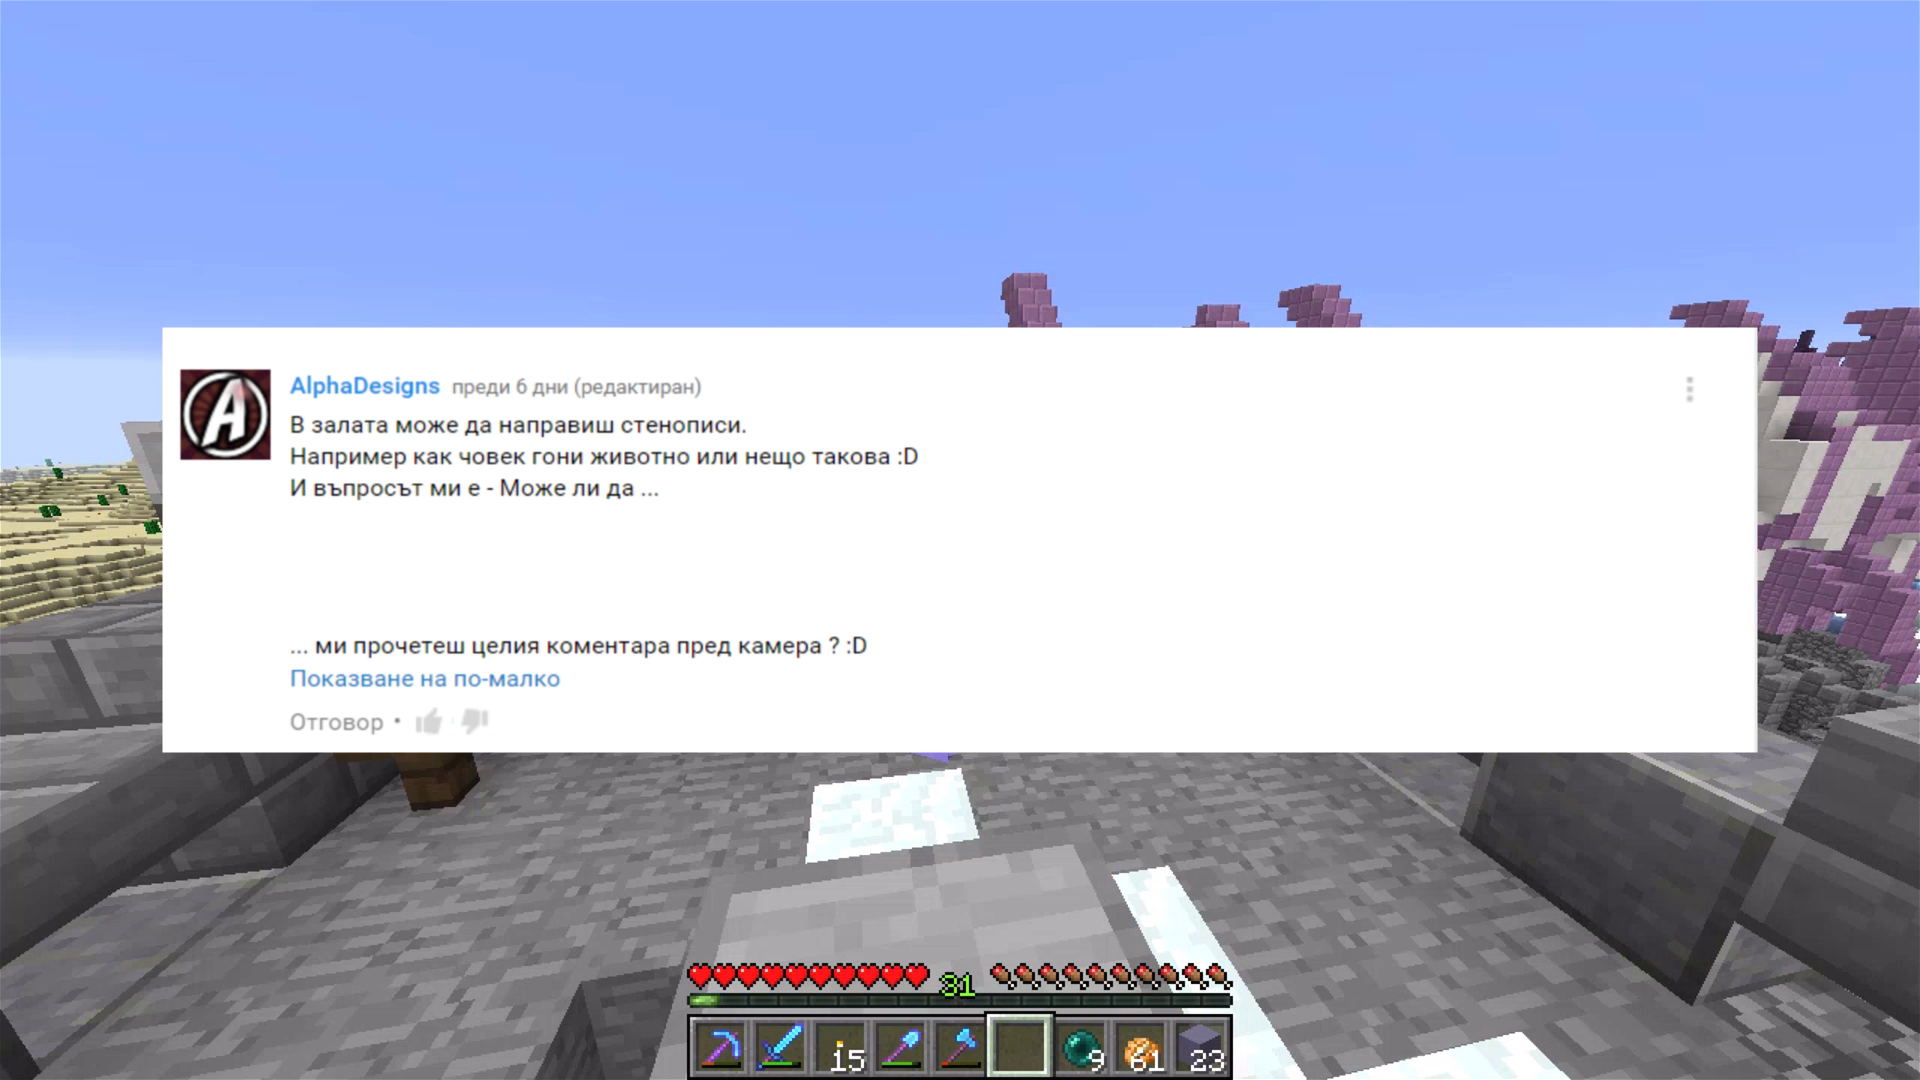 AlphaDesigns преди 6 дни (редактиран)
В залата може да направиш стенописи.
Например как човек гони животно или нещо такова :D
И въпросът ми е - Може ли да ...
... ми прочетеш целия коментара пред камера ? :D
Показване на по-малко
Отговор •
31
15 9 61 23